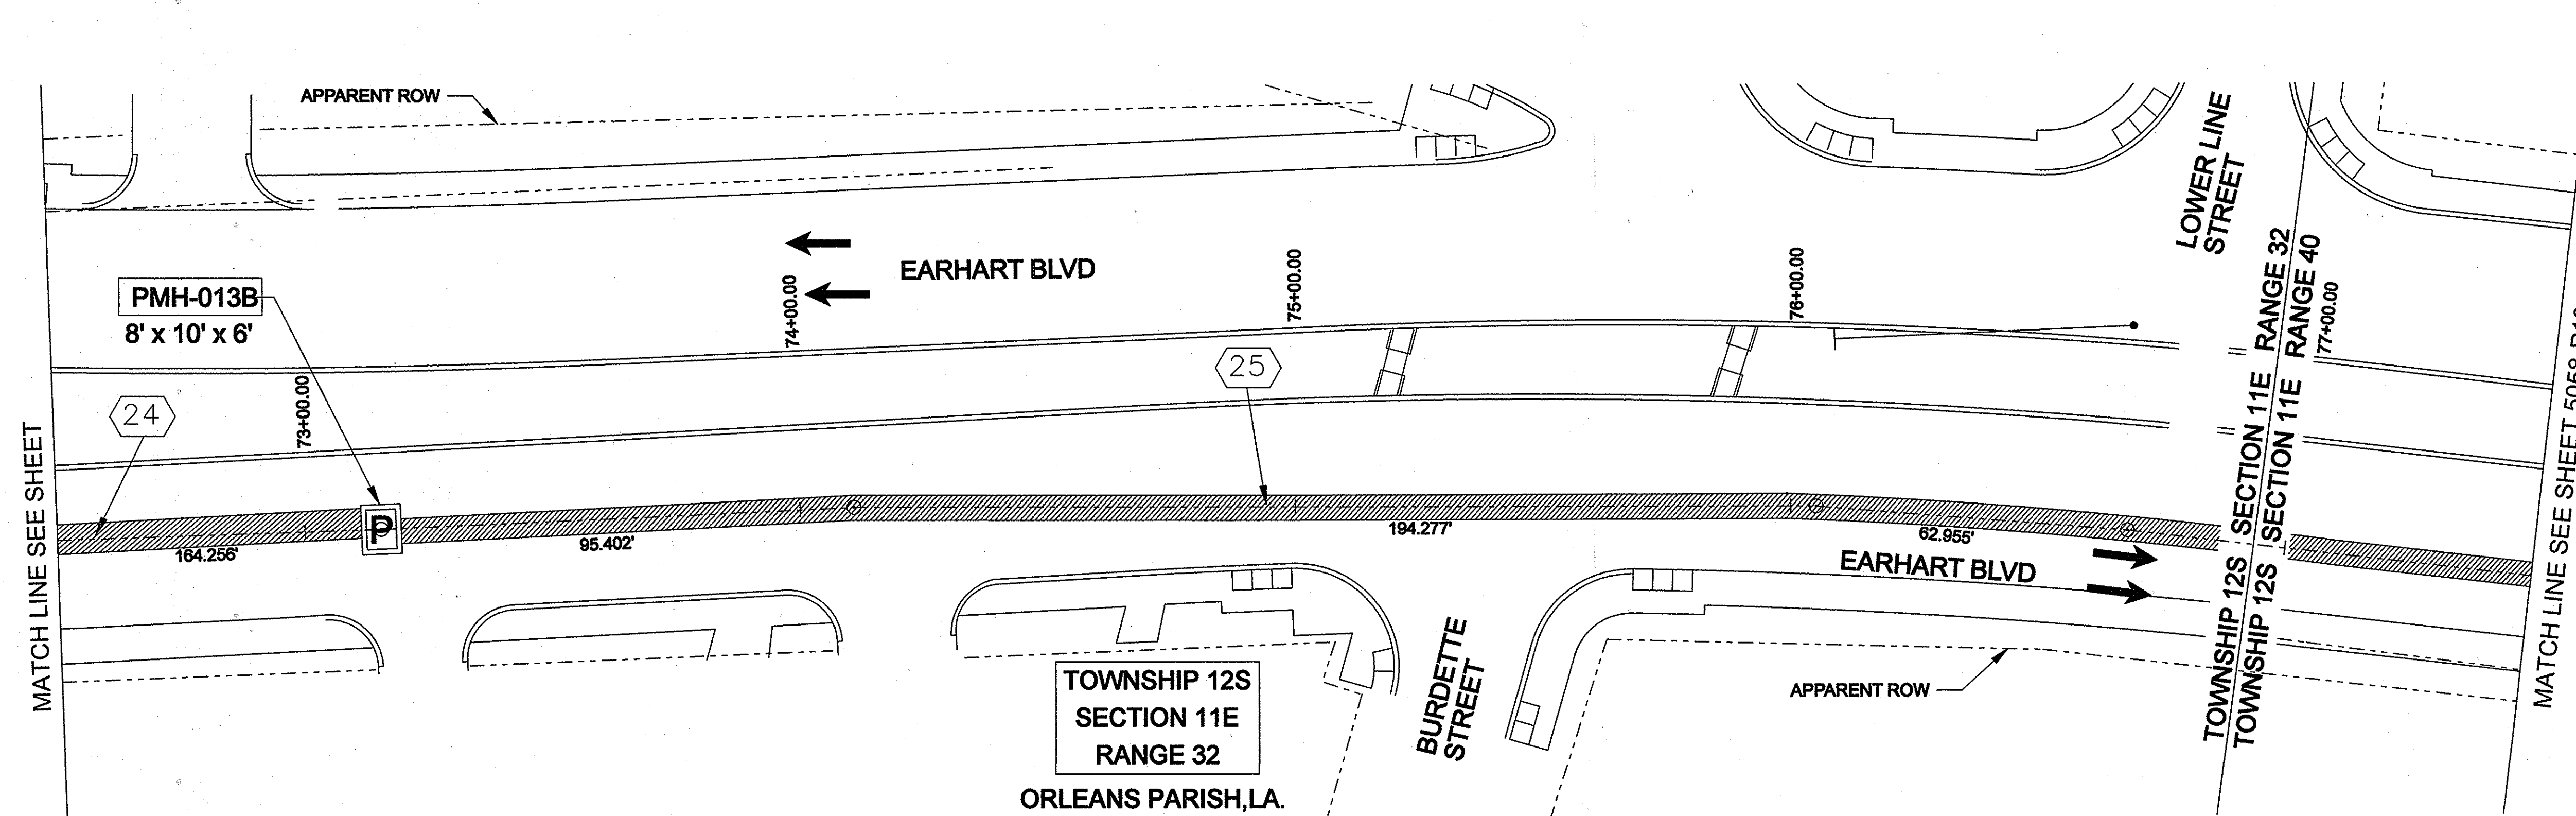 APPARENT ROW
LOWER LINE
STREET
EARHART BLVD
PMH-013B
8' x 10' x 6'
73+00.00
74+00.00
75+00.00
76+00.00
77+00.00
24
25
P
164.256'
95.402'
194.277'
62.955'
EARHART BLVD
MATCH LINE SEE SHEET
TOWNSHIP 12S SECTION 11E RANGE 32
TOWNSHIP 12S SECTION 11E RANGE 40
MATCH LINE SEE SHEET 5058
BURDETTE
STREET
APPARENT ROW
TOWNSHIP 12S
SECTION 11E
RANGE 32
ORLEANS PARISH,LA.